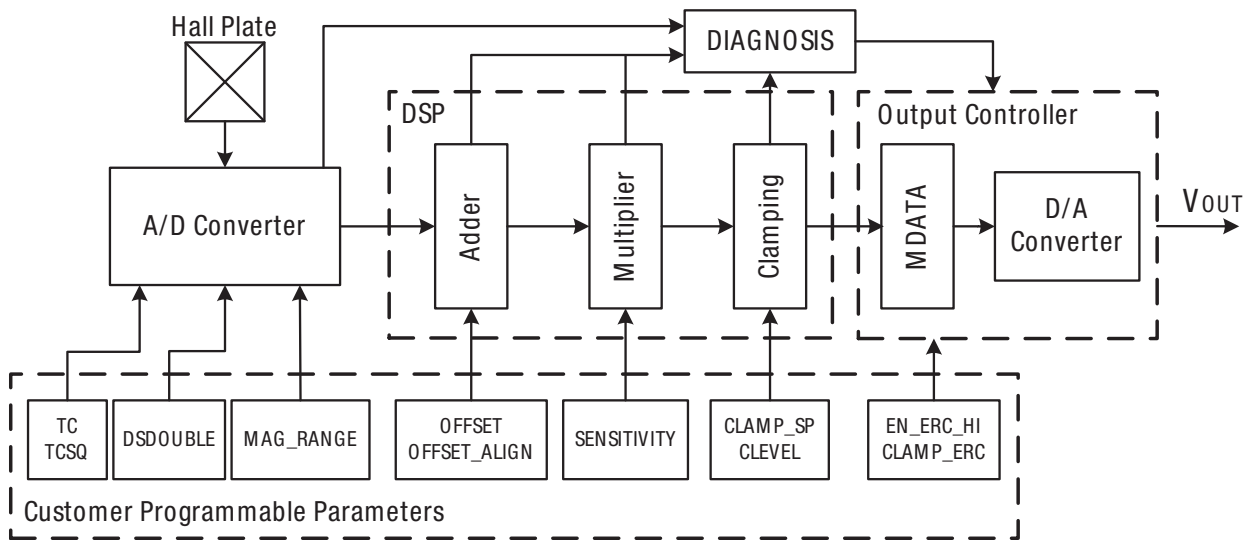 Hall Plate
DIAGNOSIS
DSP
Output Controller
A/D Converter
Adder
Multiplier
Clamping
MDATA
D/A
Converter
VOUT
TC
TCSQ
DSDOUBLE
MAG_RANGE
OFFSET
OFFSET_ALIGN
SENSITIVITY
CLAMP_SP
CLEVEL
EN_ERC_HI
CLAMP_ERC
Customer Programmable Parameters